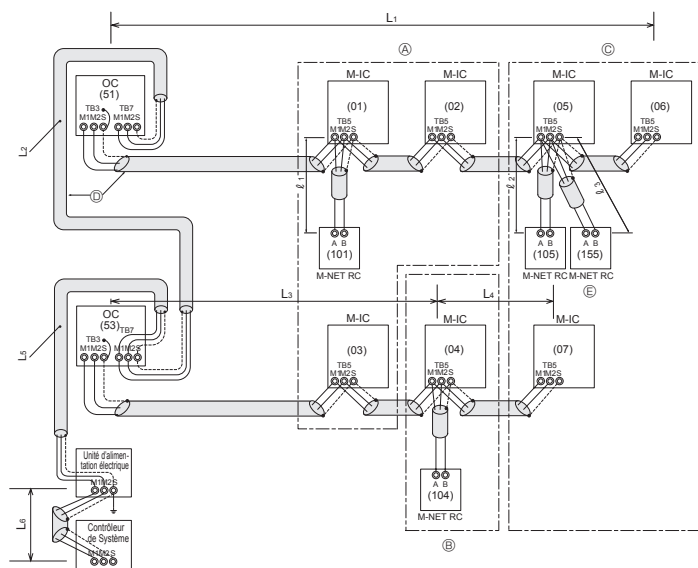 L1
Ⓐ
Ⓒ
OC
(51)
TB3
TB7
M1M2S
M1M2S
M-IC
(01)
TB5
M1M2S
M-IC
(02)
TB5
M1M2S
M-IC
(05)
TB5
M1M2S
M-IC
(06)
TB5
M1M2S
L2
Ⓓ
ℓ1
ℓ2
ℓ3
A B
(101)
M-NET RC
A B
(105)
M-NET RC
A B
(155)
M-NET RC
Ⓔ
L3
L4
OC
(53)
TB3
TB7
M1M2S
M1M2S
L5
M-IC
(03)
TB5
M1M2S
M-IC
(04)
TB5
M1M2S
M-IC
(07)
TB5
M1M2S
Unité d'alimen-
tation électrique
M1M2S
A B
(104)
M-NET RC
Ⓑ
L6
Contrôleur
de Système
M1M2S